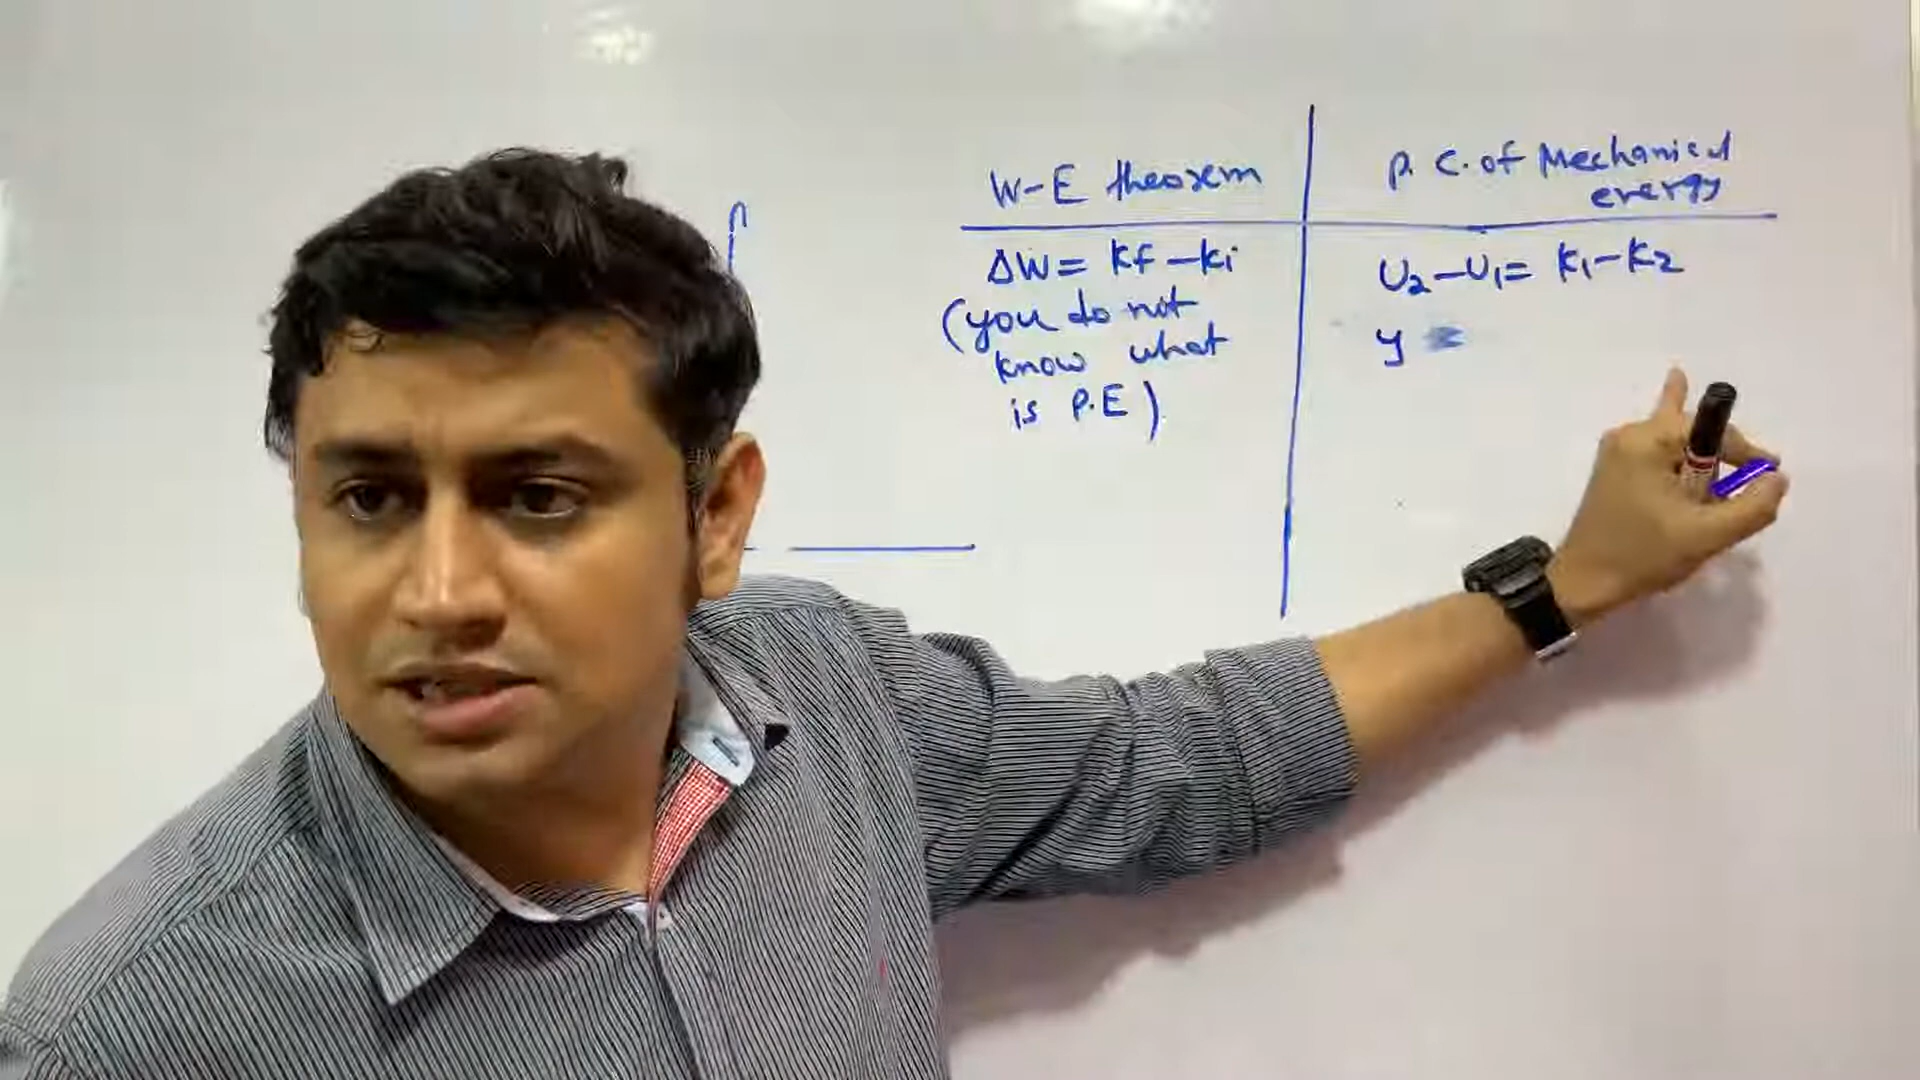 W-E theorem
ΔW = Kf - Ki
(you do not
know what
is P.E)
P. C. of Mechanical
energy
U₂ - U₁ = K₁ - K₂
y =